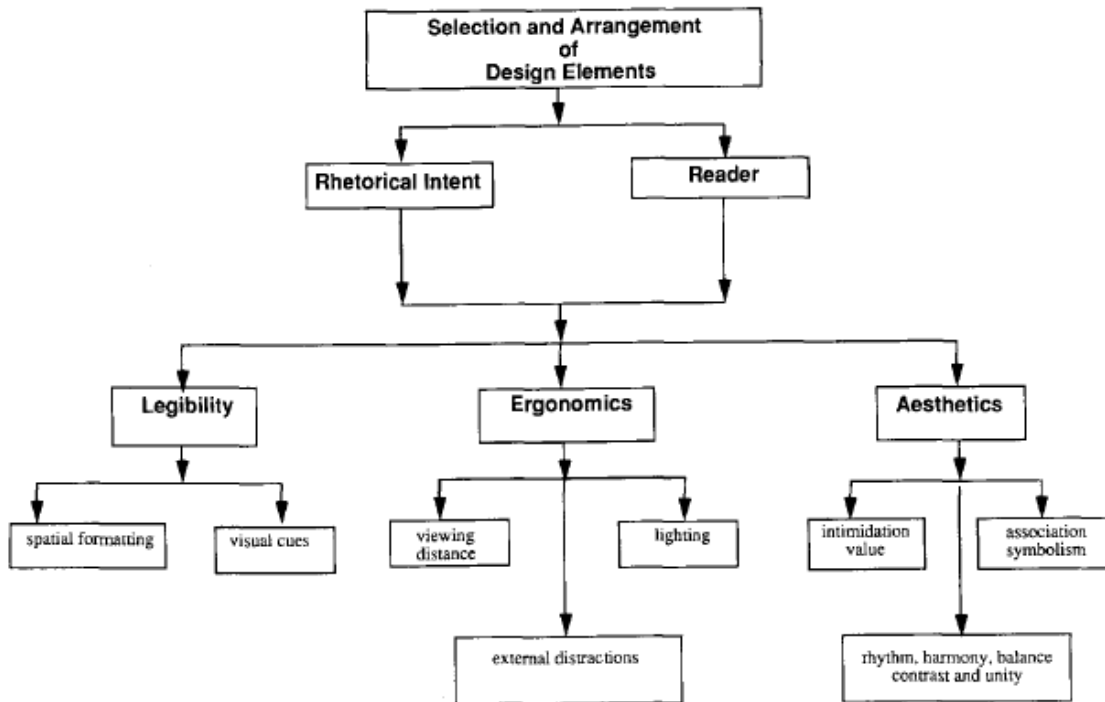 Selection and Arrangement
of
Design Elements
Rhetorical Intent
Reader
Legibility
Ergonomics
Aesthetics
spatial formatting
visual cues
viewing
distance
lighting
intimidation
value
association
symbolism
external distractions
rhythm, harmony, balance
contrast and unity